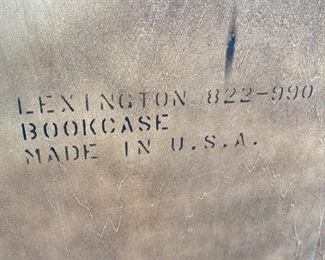 LEXINGTON 822-990
BOOKCASE
MADE IN U.S.A.